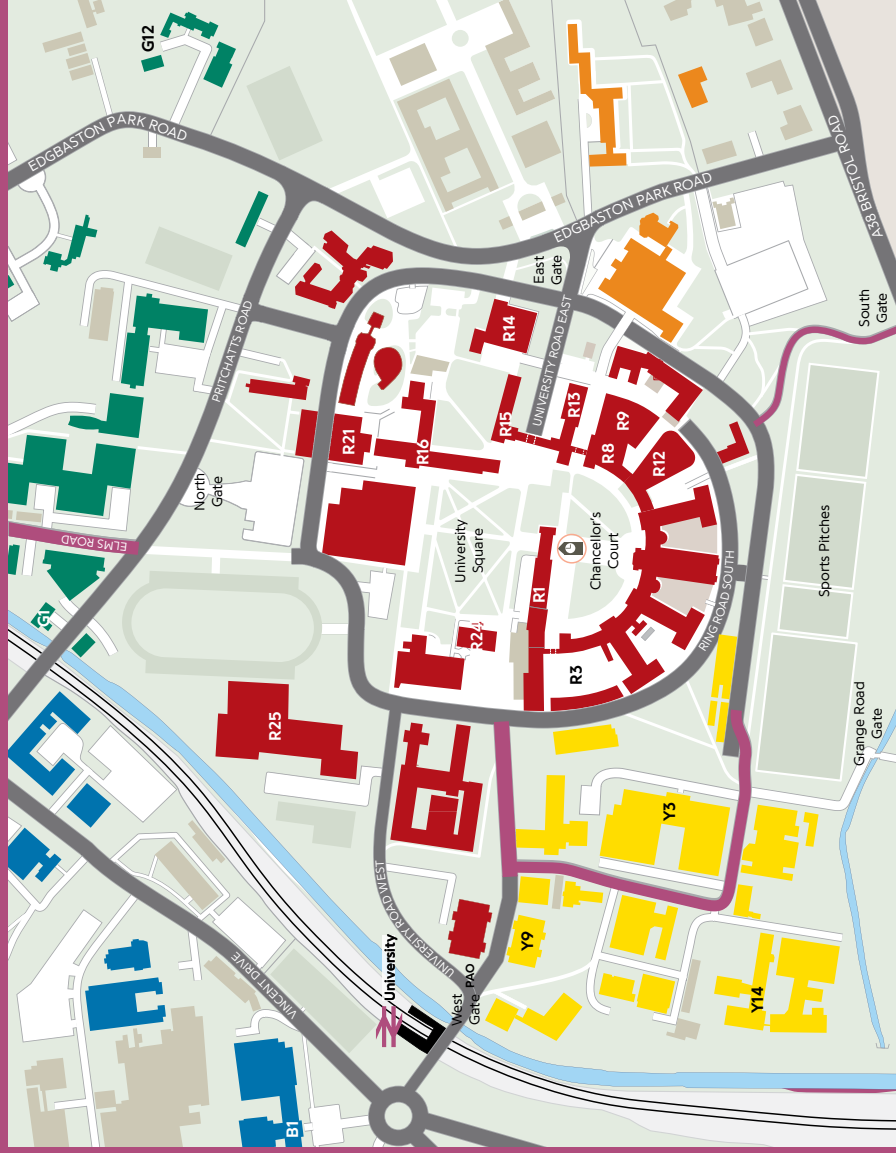 G12
EDGBASTON PARK ROAD
PRITCHATTS ROAD
North
Gate
ELMS ROAD
G1
East
Gate
EDGBASTON PARK ROAD
A38 BRISTOL ROAD
South
Gate
UNIVERSITY ROAD EAST
R14
R15
R13
R21
R16
R9
R8
R12
University
Square
Chancellor's
Court
R1
R24
R3
RING ROAD SOUTH
Sports Pitches
Grange Road
Gate
R25
Y3
Y9
Y14
UNIVERSITY ROAD WEST
University
West
Gate
PAO
VINCENT DRIVE
B1